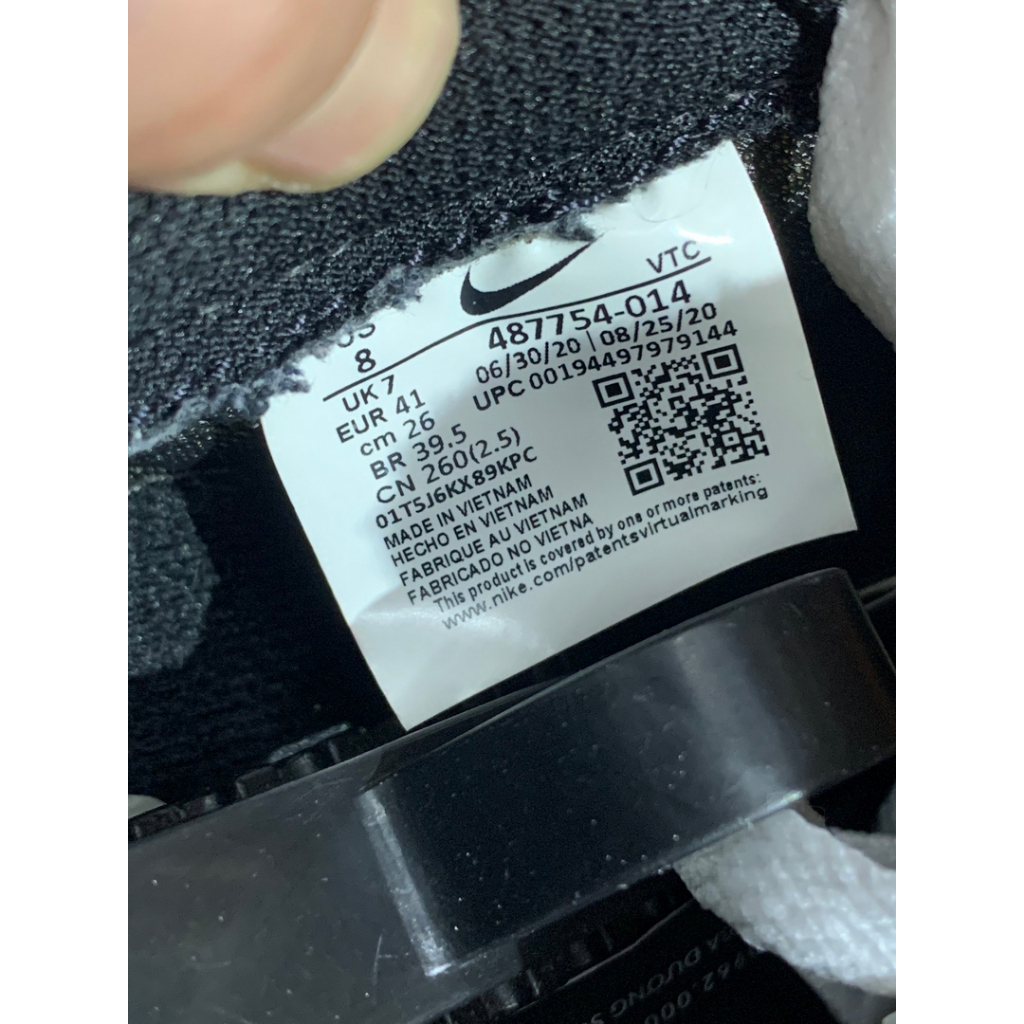 VTC
8
487754-014
UK 7
06/30/20 | 08/25/20
EUR 41
UPC 00194497979144
cm 26
BR 39.5
CN 260(2.5)
01T5J6KX89KPC
MADE IN VIETNAM
HECHO EN VIETNAM
FABRIQUE AU VIETNAM
FABRICADO NO VIETNA
This product is covered by one or more patents:
www.nike.com/patentsvirtualmarking